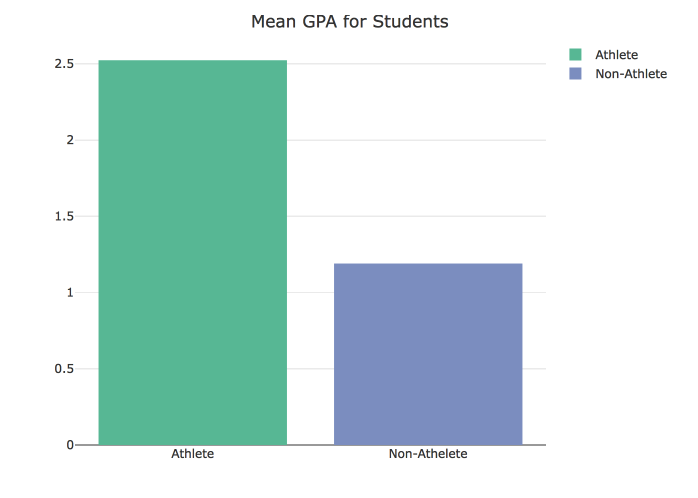 Mean GPA for Students
Athlete
Non-Athlete
2.5
2
1.5
1
0.5
0
Athlete
Non-Athelete